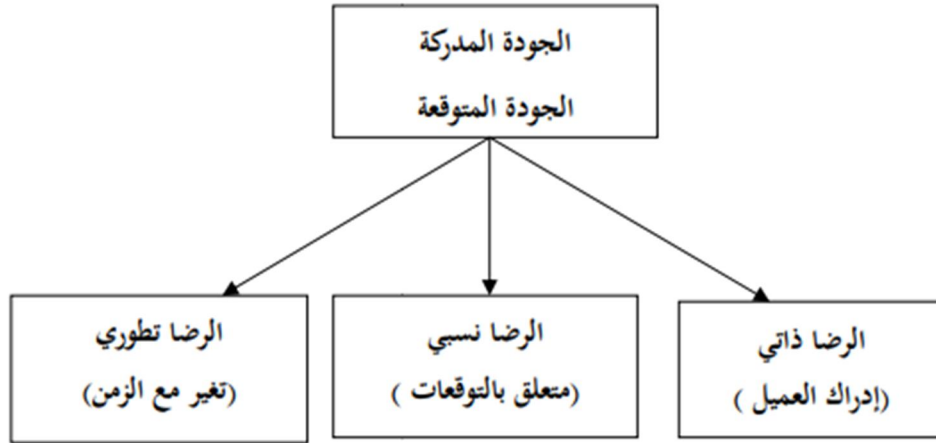 الجودة المدركة
الجودة المتوقعة
الرضا ذاتي
(إدراك العميل )
الرضا نسبي
(متعلق بالتوقعات )
الرضا تطوري
(تغير مع الزمن)